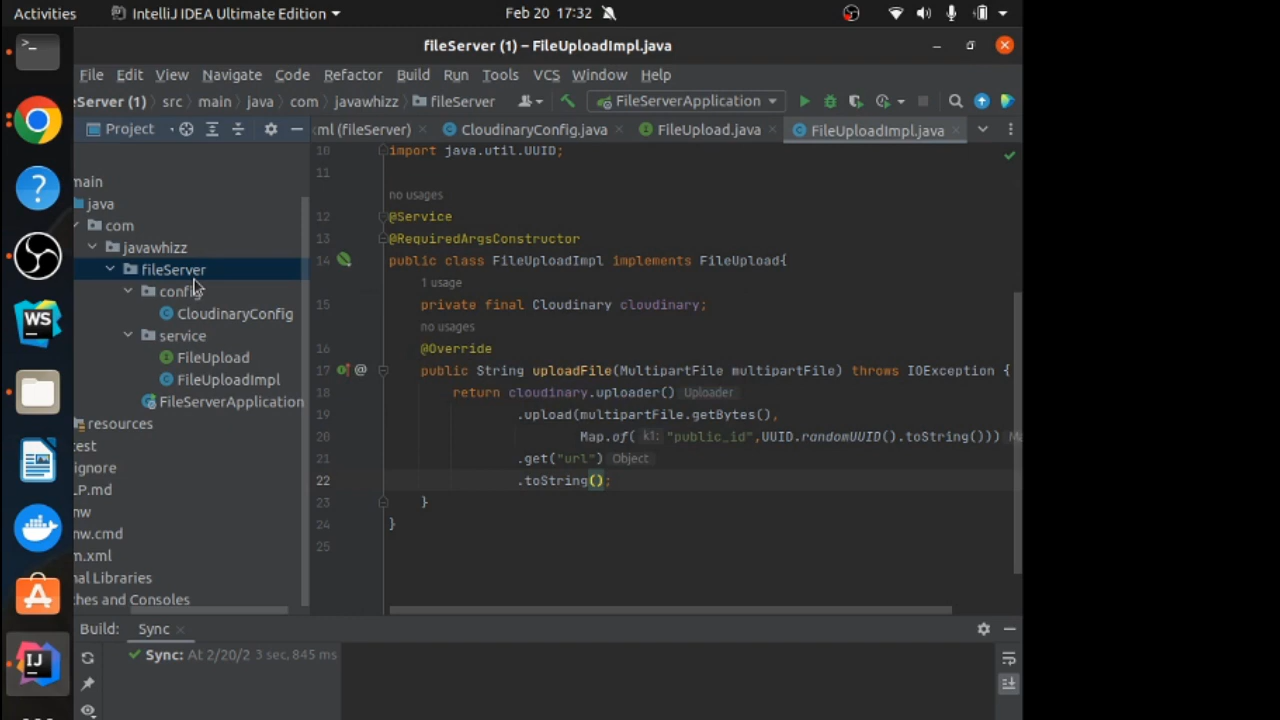 Activities
IntelliJ IDEA Ultimate Edition
Feb 20 17:32
fileServer (1) – FileUploadImpl.java
File Edit View Navigate Code Refactor Build Run Tools VCS Window Help
eServer (1) › src › main › java › com › javawhizz › fileServer
FileServerApplication
Project
ml (fileServer)
CloudinaryConfig.java
FileUpload.java
FileUploadImpl.java
main
java
com
javawhizz
fileServer
config
CloudinaryConfig
service
FileUpload
FileUploadImpl
FileServerApplication
resources
test
ignore
LP.md
nw
nw.cmd
m.xml
nal Libraries
ches and Consoles
10 import java.util.UUID;
11
no usages
12 @Service
13 @RequiredArgsConstructor
14 public class FileUploadImpl implements FileUpload{
1 usage
15 private final Cloudinary cloudinary;
no usages
16 @Override
17 @ public String uploadFile(MultipartFile multipartFile) throws IOException {
18 return cloudinary.uploader() Uploader
19 .upload(multipartFile.getBytes(),
20 Map.of( k1: "public_id",UUID.randomUUID().toString())) Ma
21 .get("url") Object
22 .toString();
23 }
24 }
25
Build: Sync
Sync: At 2/20/2 3 sec, 845 ms
WS
IJ